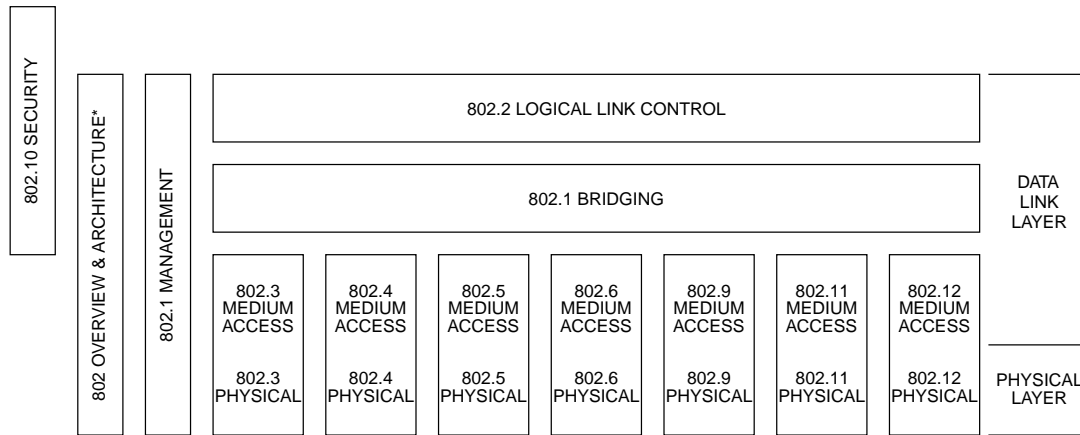 802.10 SECURITY
802 OVERVIEW & ARCHITECTURE*
802.1 MANAGEMENT
802.2 LOGICAL LINK CONTROL
802.1 BRIDGING
802.3
MEDIUM
ACCESS
802.3
PHYSICAL
802.4
MEDIUM
ACCESS
802.4
PHYSICAL
802.5
MEDIUM
ACCESS
802.5
PHYSICAL
802.6
MEDIUM
ACCESS
802.6
PHYSICAL
802.9
MEDIUM
ACCESS
802.9
PHYSICAL
802.11
MEDIUM
ACCESS
802.11
PHYSICAL
802.12
MEDIUM
ACCESS
802.12
PHYSICAL
DATA
LINK
LAYER
PHYSICAL
LAYER